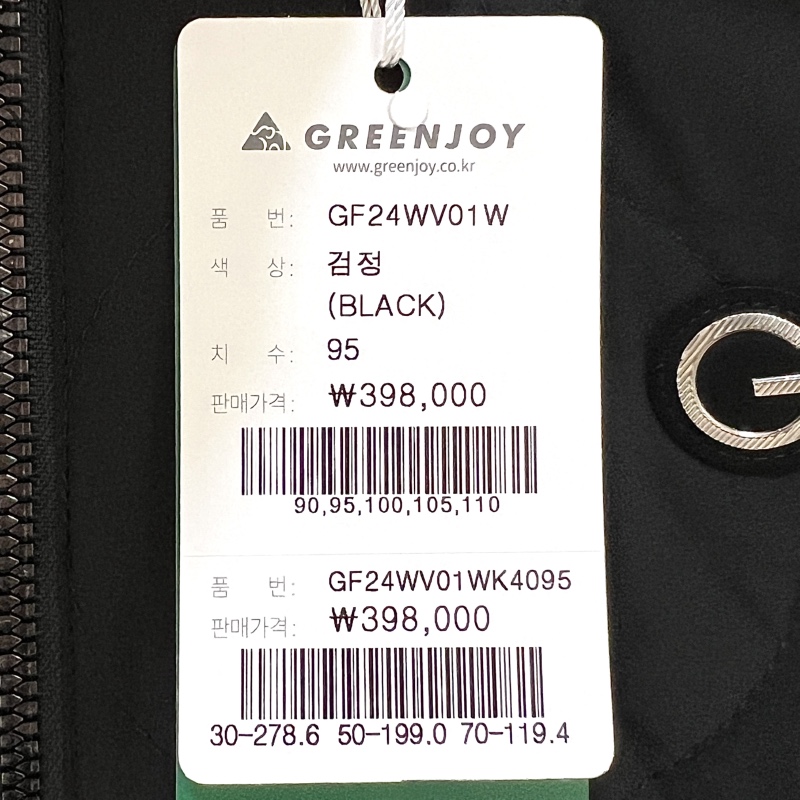 GREENJOY
www.greenjoy.co.kr
품 번: GF24WV01W
색 상: 검정
(BLACK)
치 수: 95
판매가격: ₩398,000
90,95,100,105,110
품 번: GF24WV01WK4095
판매가격: ₩398,000
30-278.6 50-199.0 70-119.4
G